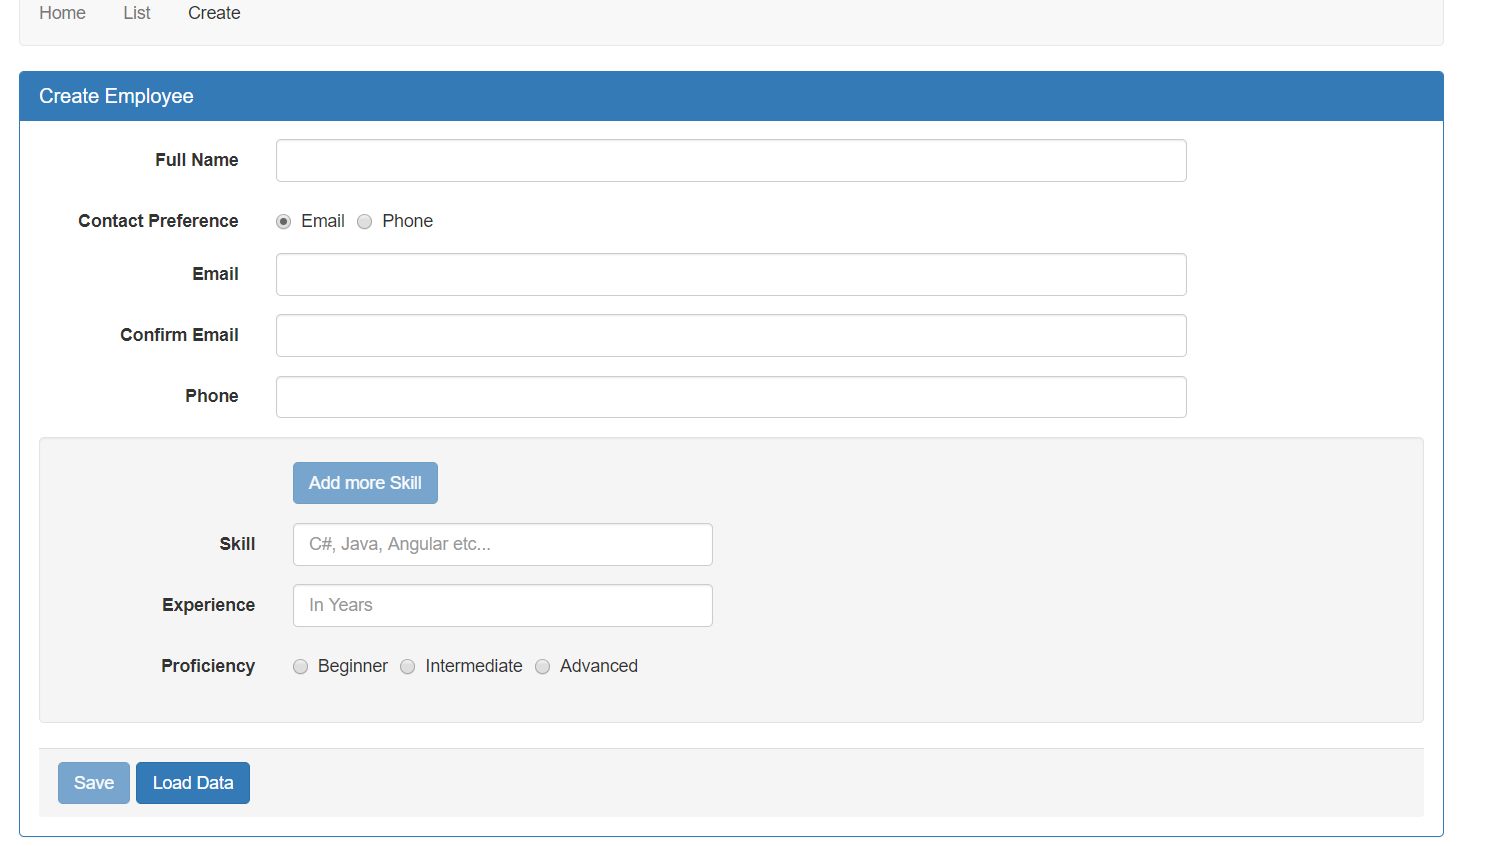 Home List Create
Create Employee
Full Name
Contact Preference Email Phone
Email
Confirm Email
Phone
Add more Skill
Skill C#, Java, Angular etc...
Experience In Years
Proficiency Beginner Intermediate Advanced
Save Load Data